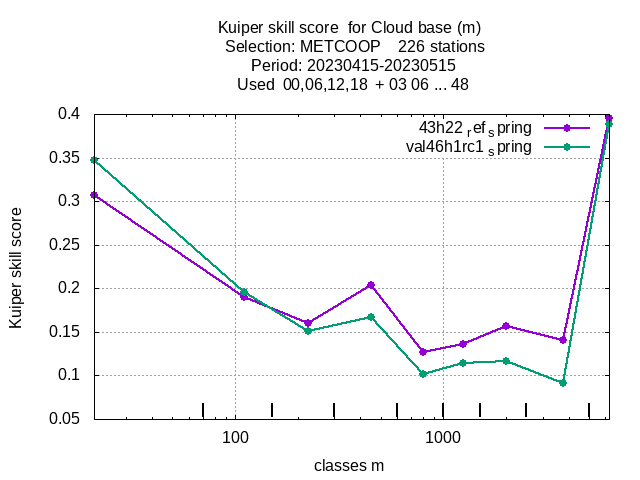 Kuiper skill score  for Cloud base (m)
Selection: METCOOP    226 stations
Period: 20230415-20230515
Used  00,06,12,18  + 03 06 ... 48
43h22 ref spring
val46h1rc1 spring
0.4
0.35
0.3
0.25
0.2
0.15
0.1
0.05
Kuiper skill score
100
1000
classes m